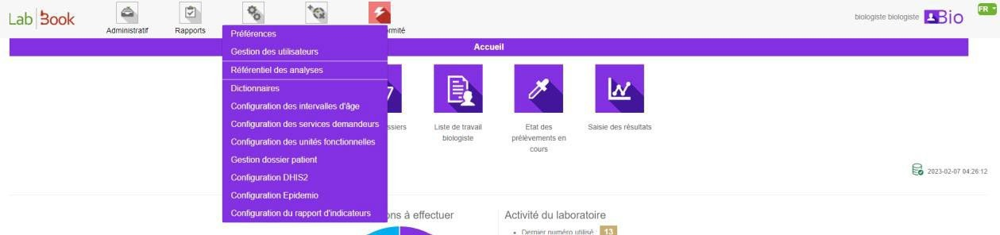 Lab Book
Administratif
Rapports
Préférences
Gestion des utilisateurs
Référentiel des analyses
Dictionnaires
Configuration des intervalles d'âge
Configuration des services demandeurs
Configuration des unités fonctionnelles
Gestion dossier patient
Configuration DHIS2
Configuration Epidemio
Configuration du rapport d'indicateurs
rmité
biologiste biologiste
Bio
FR
Accueil
ssiers
Liste de travail
biologiste
Etat des
prélèvements en
cours
Saisie des résultats
2023-02-07 04:26:12
ons à effectuer
Activité du laboratoire
Dernier numéro utilisé : 13